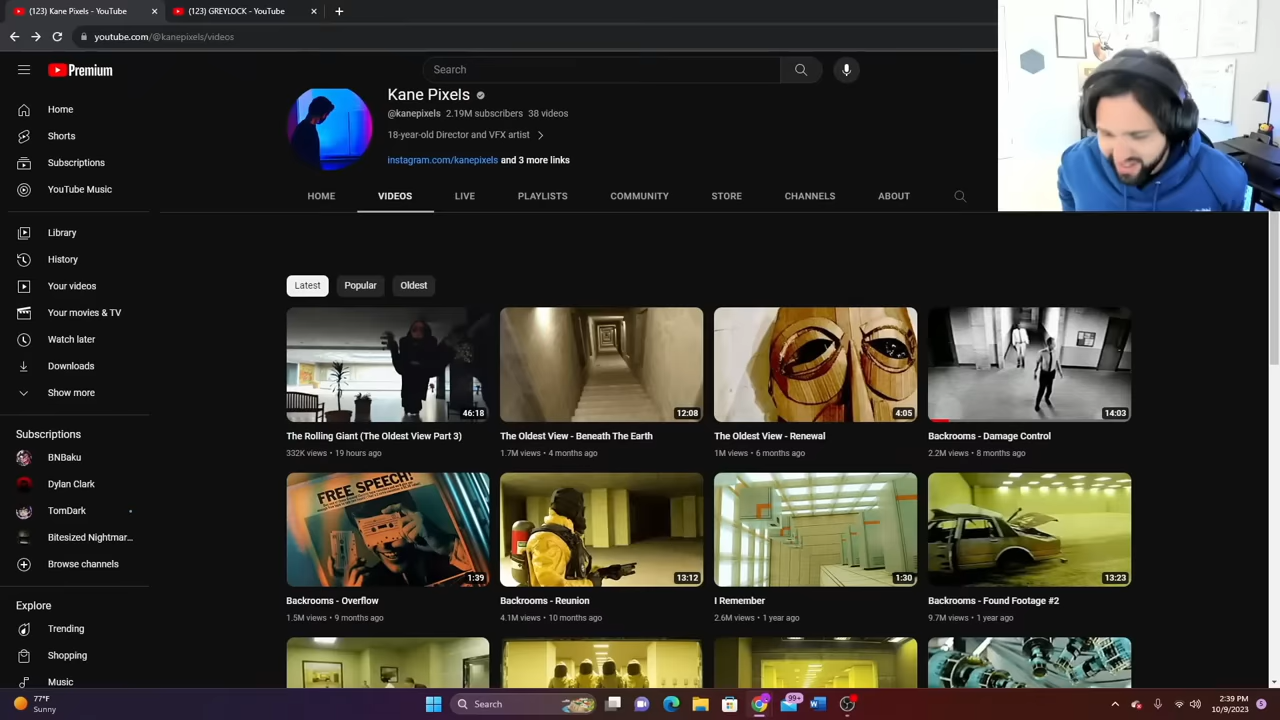 (123) Kane Pixels - YouTube
(123) GREYLOCK - YouTube
youtube.com/@kanepixels/videos
Premium
Search
Kane Pixels
@kanepixels 2.19M subscribers 38 videos
18-year-old Director and VFX artist
instagram.com/kanepixels and 3 more links
HOME VIDEOS LIVE PLAYLISTS COMMUNITY STORE CHANNELS ABOUT
Home
Shorts
Subscriptions
YouTube Music
Library
History
Your videos
Your movies & TV
Watch later
Downloads
Show more
Subscriptions
BNBaku
Dylan Clark
TomDark
Bitesized Nightmar...
Browse channels
Explore
Trending
Shopping
Music
Latest Popular Oldest
46:18
The Rolling Giant (The Oldest View Part 3)
332K views • 19 hours ago
12:08
The Oldest View - Beneath The Earth
1.7M views • 4 months ago
4:05
The Oldest View - Renewal
1M views • 6 months ago
14:03
Backrooms - Damage Control
2.2M views • 8 months ago
FREE SPEECH!
1:39
Backrooms - Overflow
1.5M views • 9 months ago
13:12
Backrooms - Reunion
4.1M views • 10 months ago
1:30
I Remember
2.6M views • 1 year ago
13:23
Backrooms - Found Footage #2
9.7M views • 1 year ago
77°F
Sunny
Search
99+
2:39 PM
10/9/2023
5